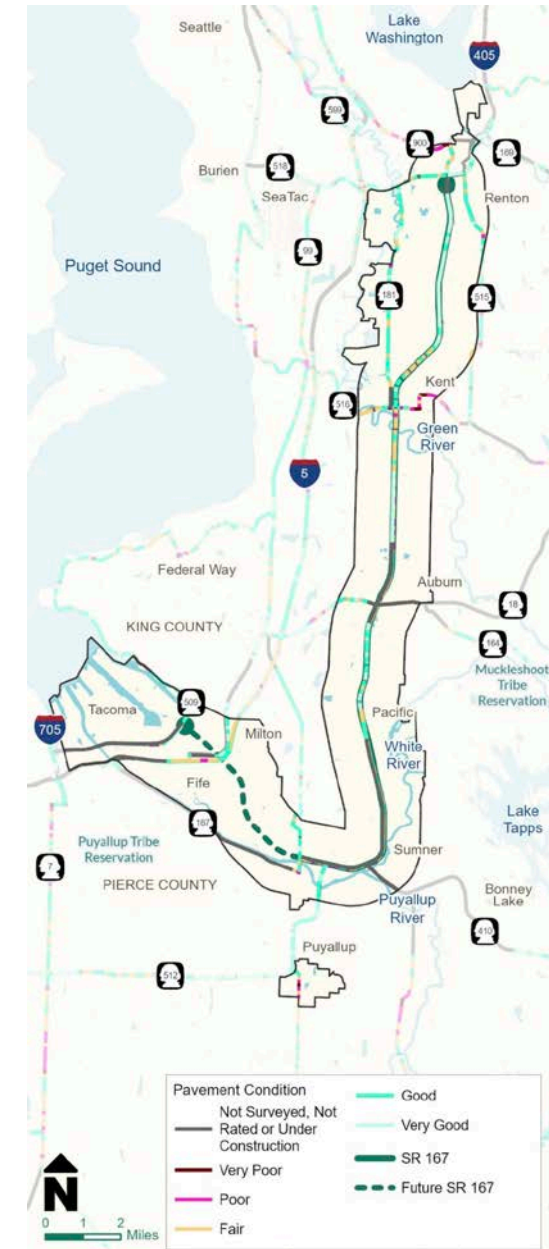 Lake
Washington
Seattle
405
599
900
169
Burien
518
SeaTac
Renton
99
Puget Sound
181
515
Kent
516
Green
River
5
Federal Way
Auburn
KING COUNTY
18
164
Muckleshoot
Tribe
Reservation
509
Tacoma
Pacific
705
Milton
White
River
Fife
Lake
Tapps
167
Puyallup Tribe
Reservation
Sumner
7
PIERCE COUNTY
Bonney
Lake
Puyallup
River
410
Puyallup
512
Pavement Condition
Not Surveyed, Not
Rated or Under
Construction
Very Poor
Poor
Fair
Good
Very Good
SR 167
Future SR 167
N
0 1 2
Miles